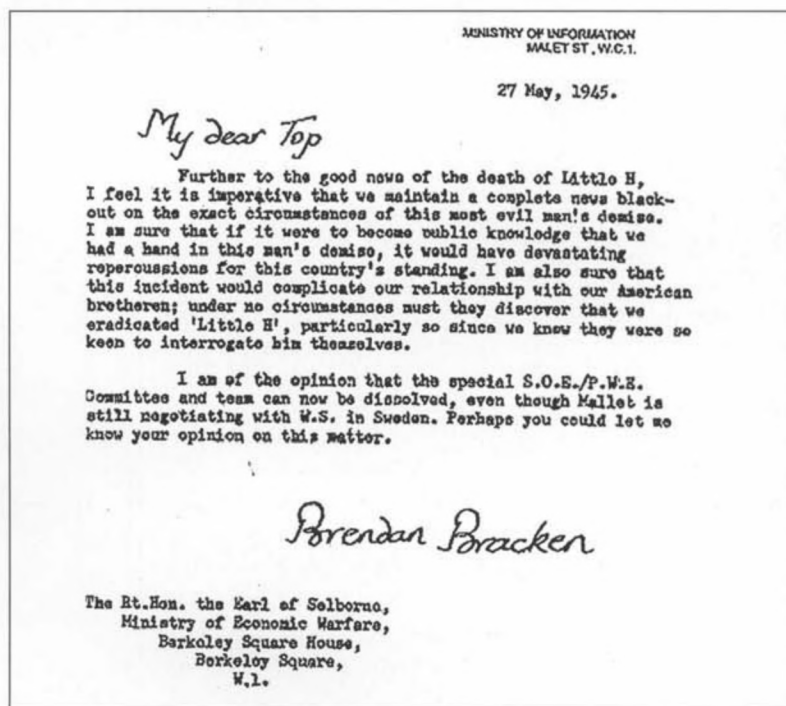 MINISTRY OF INFORMATION
MALET ST., W.C.1.
27 May, 1945.
My dear Top
Further to the good news of the death of Little H,
I feel it is imperative that we maintain a complete news black-
out on the exact circumstances of this most evil man's demise.
I am sure that if it were to become public knowledge that we
had a hand in this man's demise, it would have devastating
repercussions for this country's standing. I am also sure that
this incident would complicate our relationship with our American
bretheren; under no circumstances must they discover that we
eradicated 'Little H', particularly so since we know they were so
keen to interrogate him themselves.
I am of the opinion that the special S.O.E./P.W.E.
Committee and team can now be dissolved, even though Mallet is
still negotiating with W.S. in Sweden. Perhaps you could let me
know your opinion on this matter.
Brendan Bracken
The Rt.Hon. the Earl of Selborne,
Ministry of Economic Warfare,
Berkeley Square House,
Berkeley Square,
W.1.